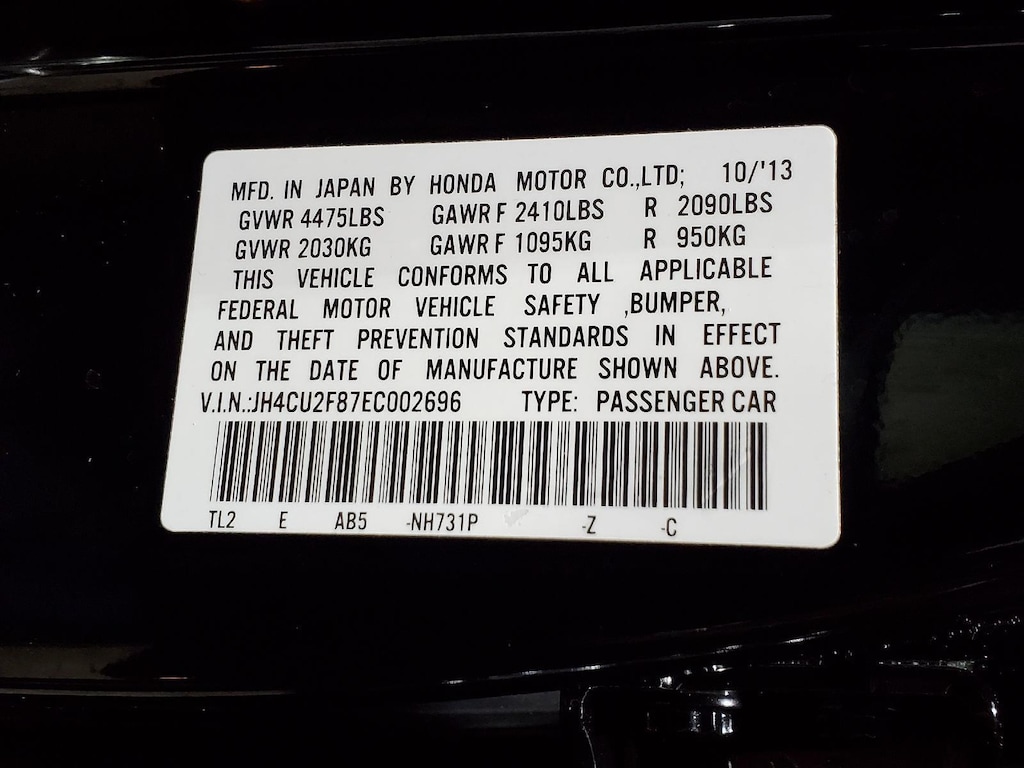 MFD. IN JAPAN BY HONDA MOTOR CO.,LTD; 10/'13
GVWR 4475LBS GAWR F 2410LBS R 2090LBS
GVWR 2030KG GAWR F 1095KG R 950KG
THIS VEHICLE CONFORMS TO ALL APPLICABLE
FEDERAL MOTOR VEHICLE SAFETY ,BUMPER,
AND THEFT PREVENTION STANDARDS IN EFFECT
ON THE DATE OF MANUFACTURE SHOWN ABOVE.
V.I.N.:JH4CU2F87EC002696 TYPE: PASSENGER CAR
TL2 E AB5 -NH731P -Z -C